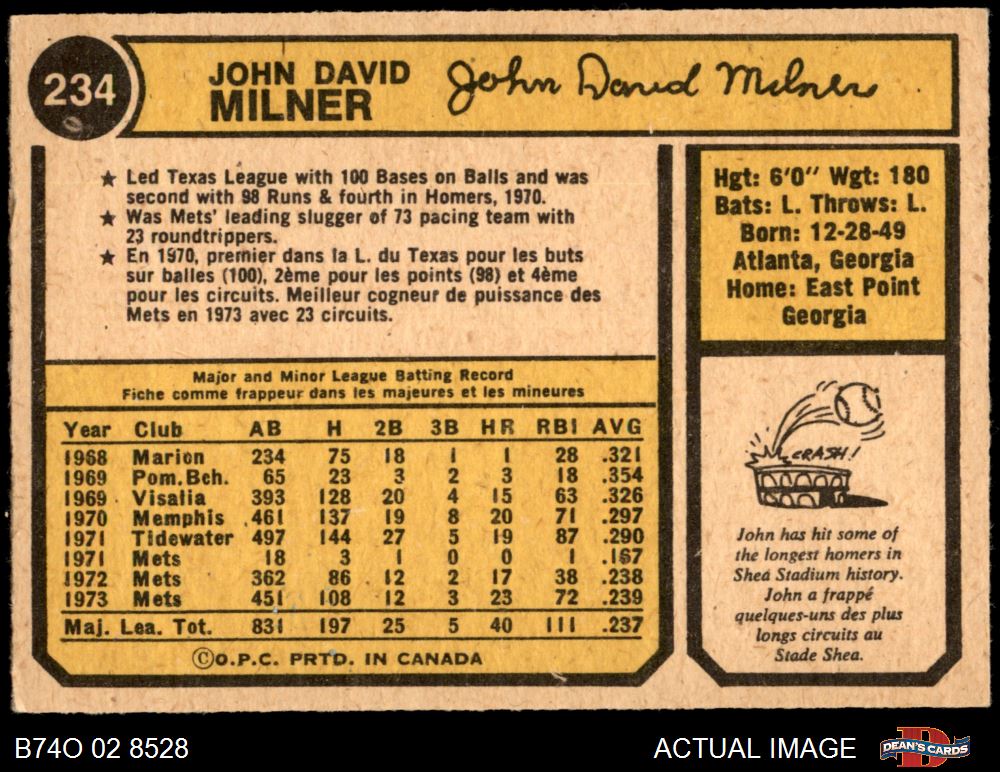 234
JOHN DAVID
MILNER
John David Milner
★ Led Texas League with 100 Bases on Balls and was
second with 98 Runs & fourth in Homers, 1970.
★ Was Mets' leading slugger of 73 pacing team with
23 roundtrippers.
★ En 1970, premier dans la L. du Texas pour les buts
sur balles (100), 2ème pour les points (98) et 4ème
pour les circuits. Meilleur cogneur de puissance des
Mets en 1973 avec 23 circuits.
Hgt: 6'0" Wgt: 180
Bats: L. Throws: L.
Born: 12-28-49
Atlanta, Georgia
Home: East Point
Georgia
Major and Minor League Batting Record
Fiche comme frappeur dans les majeures et les mineures
Year Club AB H 2B 3B HR RBI AVG
1968 Marion 234 75 18 1 1 28 .321
1969 Pom. Bch. 65 23 3 2 3 18 .354
1969 Visalia 393 128 20 4 15 63 .326
1970 Memphis 461 137 19 8 20 71 .297
1971 Tidewater 497 144 27 5 19 87 .290
1971 Mets 18 3 1 0 0 1 .167
1972 Mets 362 86 12 2 17 38 .238
1973 Mets 451 108 12 3 23 72 .239
Maj. Lea. Tot. 831 197 25 5 40 111 .237
©O.P.C. PRTD. IN CANADA
CRASH!
John has hit some of
the longest homers in
Shea Stadium history.
John a frappé
quelques-uns des plus
longs circuits au
Stade Shea.
B74O 02 8528
ACTUAL IMAGE
D
DEAN'S CARDS